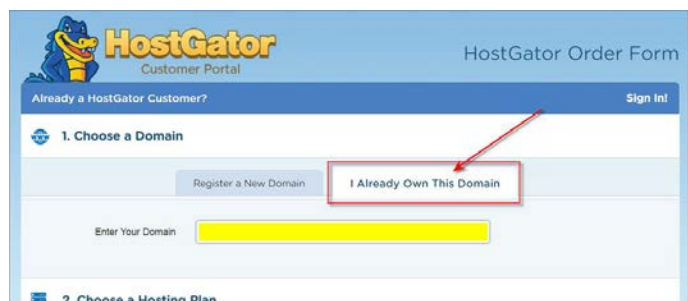 HostGator
Customer Portal
HostGator Order Form
Already a HostGator Customer?
Sign In!
1. Choose a Domain
Register a New Domain
I Already Own This Domain
Enter Your Domain
2. Choose a Hosting Plan